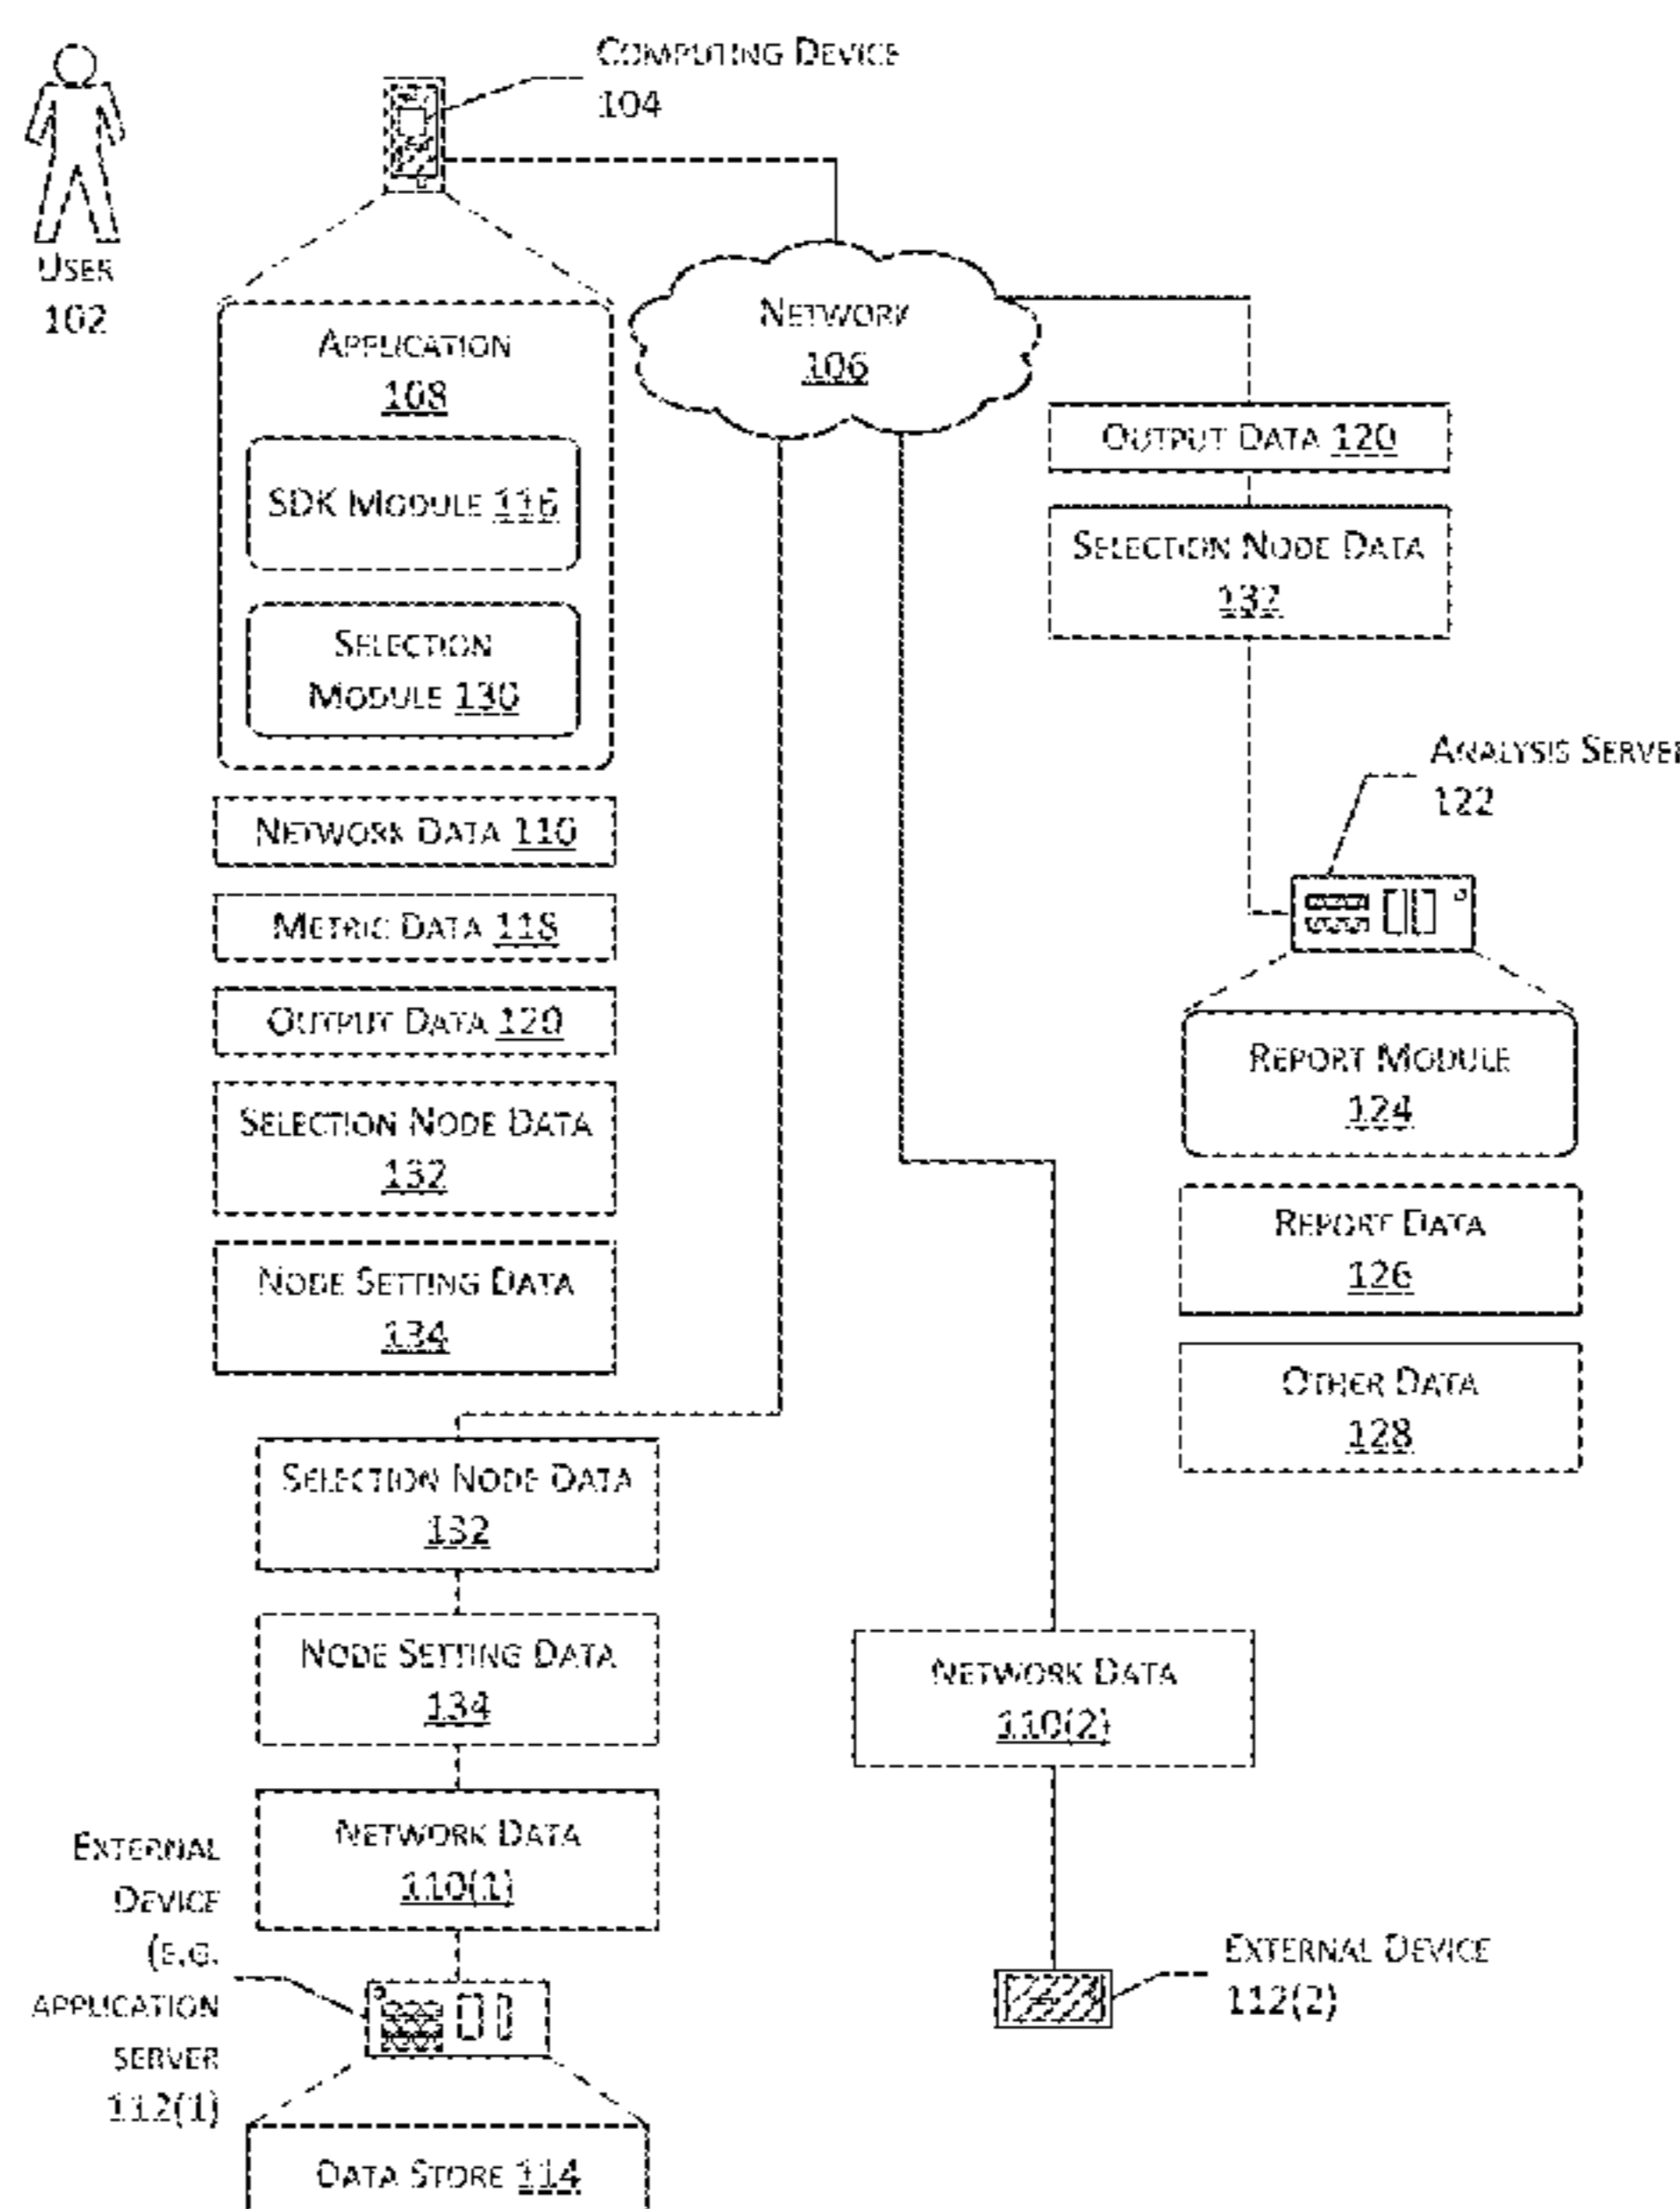 COMPUTING DEVICE
104
USER
102
NETWORK
106
APPLICATION
108
SDK MODULE 116
SELECTION
MODULE 130
NETWORK DATA 110
METRIC DATA 118
OUTPUT DATA 120
SELECTION NODE DATA
132
NODE SETTING DATA
134
OUTPUT DATA 120
SELECTION NODE DATA
132
ANALYSIS SERVER
122
REPORT MODULE
124
REPORT DATA
126
OTHER DATA
128
SELECTION NODE DATA
132
NODE SETTING DATA
134
NETWORK DATA
110(1)
NETWORK DATA
110(2)
EXTERNAL
DEVICE
(E.G.
APPLICATION
SERVER
112(1)
EXTERNAL DEVICE
112(2)
DATA STORE 114